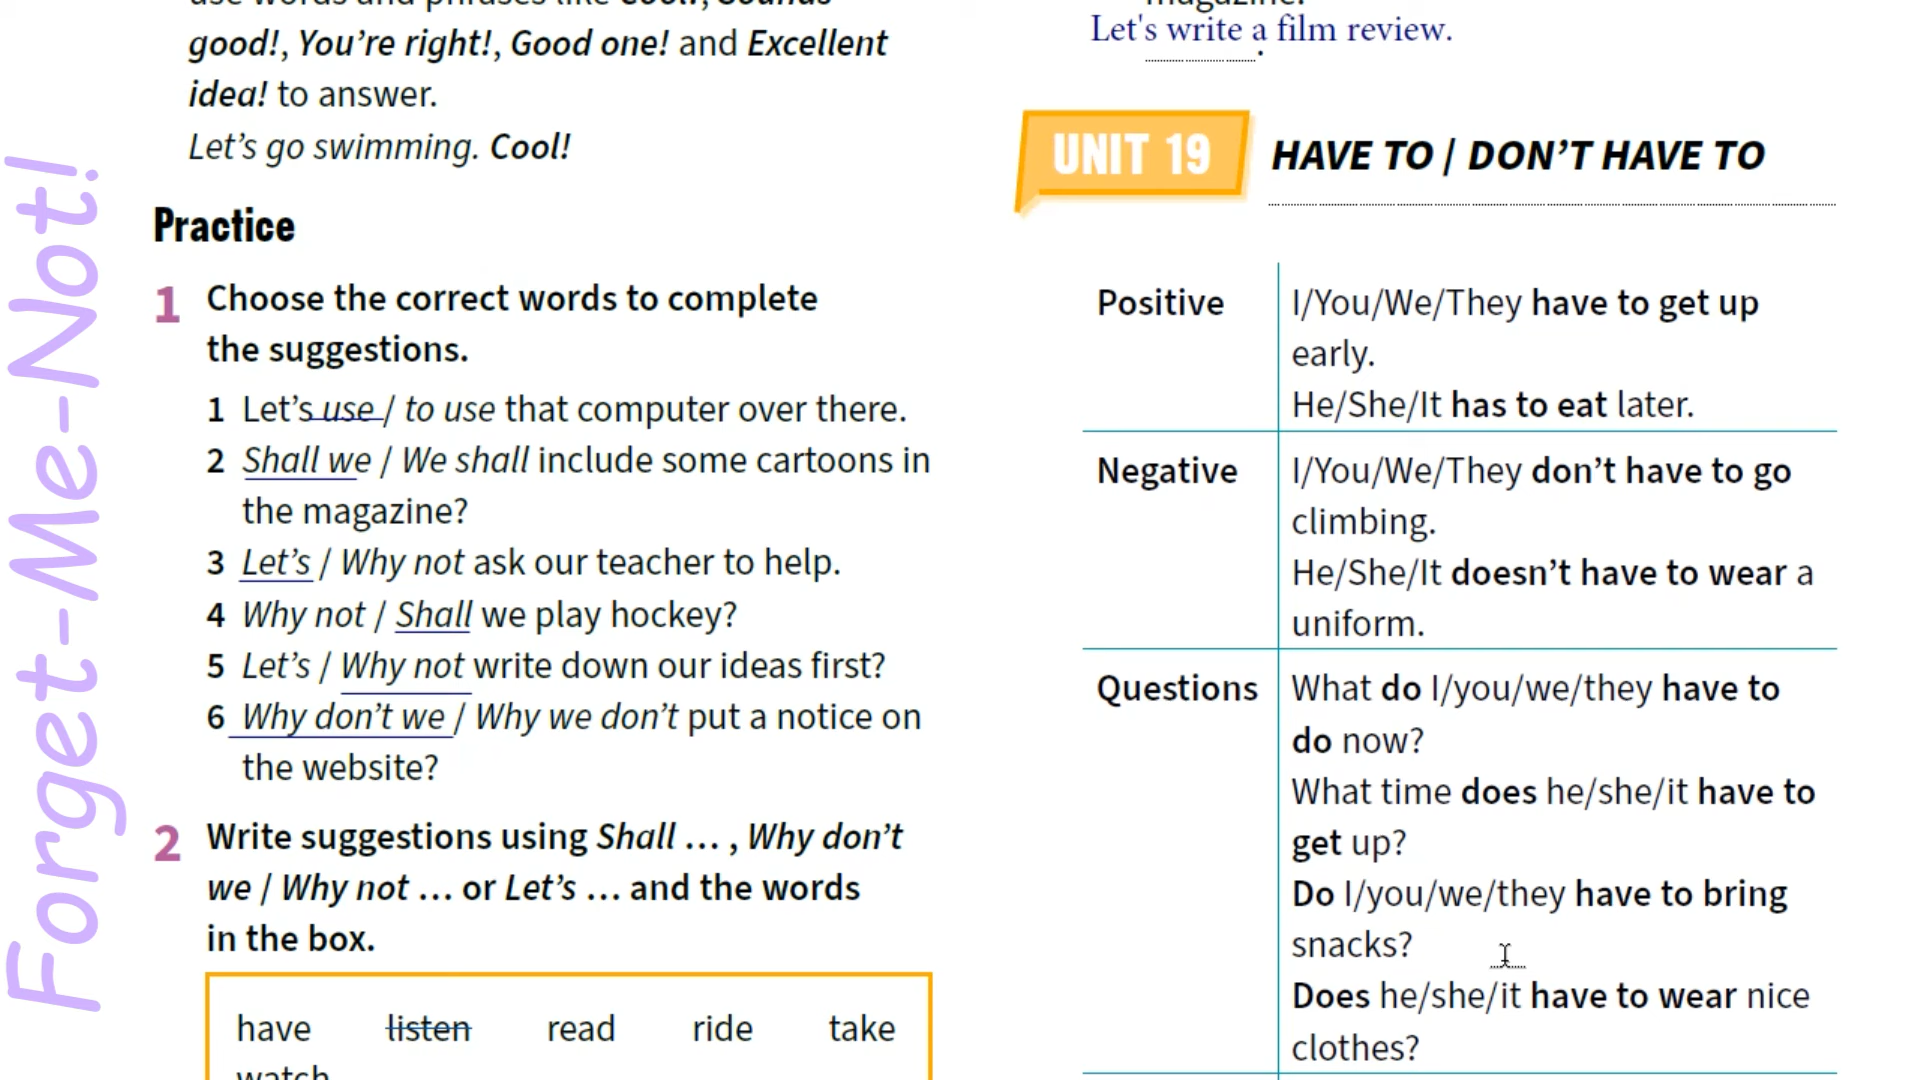 Forget-Me-Not!
good!, You're right!, Good one! and Excellent
idea! to answer.
Let's go swimming. Cool!
Practice
1 Choose the correct words to complete
the suggestions.
1 Let's use / to use that computer over there.
2 Shall we / We shall include some cartoons in
the magazine?
3 Let's / Why not ask our teacher to help.
4 Why not / Shall we play hockey?
5 Let's / Why not write down our ideas first?
6 Why don't we / Why we don't put a notice on
the website?
2 Write suggestions using Shall … , Why don't
we / Why not … or Let's … and the words
in the box.
have listen read ride take
Let's write a film review.
UNIT 19 HAVE TO / DON'T HAVE TO
Positive I/You/We/They have to get up
early.
He/She/It has to eat later.
Negative I/You/We/They don't have to go
climbing.
He/She/It doesn't have to wear a
uniform.
Questions What do I/you/we/they have to
do now?
What time does he/she/it have to
get up?
Do I/you/we/they have to bring
snacks?
Does he/she/it have to wear nice
clothes?